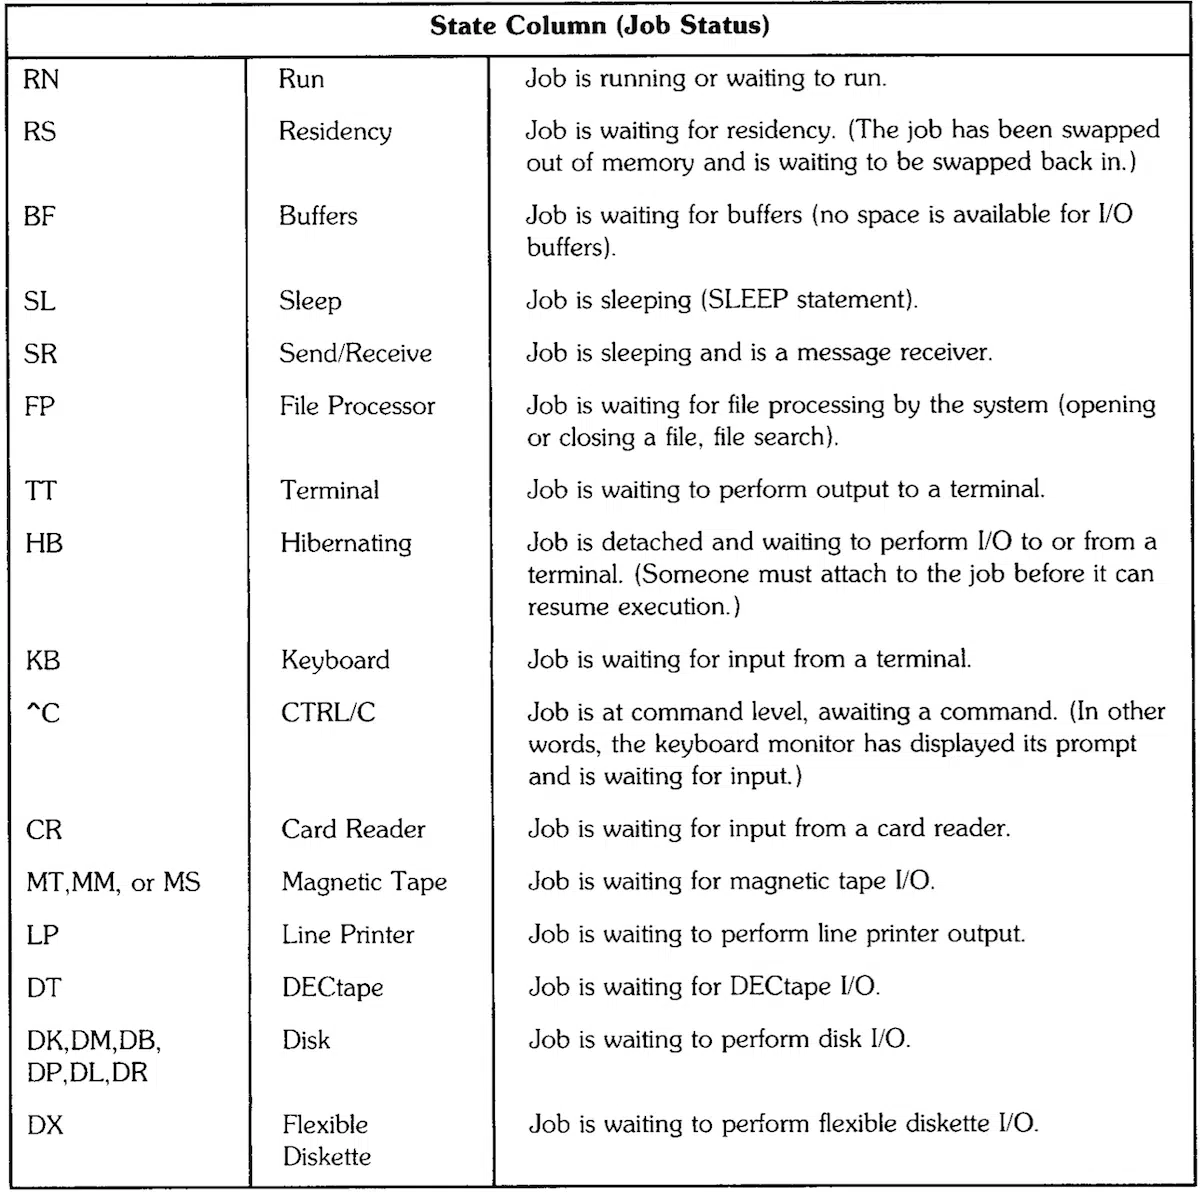 State Column (Job Status)
RN Run Job is running or waiting to run.
RS Residency Job is waiting for residency. (The job has been swapped
out of memory and is waiting to be swapped back in.)
BF Buffers Job is waiting for buffers (no space is available for I/O
buffers).
SL Sleep Job is sleeping (SLEEP statement).
SR Send/Receive Job is sleeping and is a message receiver.
FP File Processor Job is waiting for file processing by the system (opening
or closing a file, file search).
TT Terminal Job is waiting to perform output to a terminal.
HB Hibernating Job is detached and waiting to perform I/O to or from a
terminal. (Someone must attach to the job before it can
resume execution.)
KB Keyboard Job is waiting for input from a terminal.
^C CTRL/C Job is at command level, awaiting a command. (In other
words, the keyboard monitor has displayed its prompt
and is waiting for input.)
CR Card Reader Job is waiting for input from a card reader.
MT,MM, or MS Magnetic Tape Job is waiting for magnetic tape I/O.
LP Line Printer Job is waiting to perform line printer output.
DT DECtape Job is waiting for DECtape I/O.
DK,DM,DB, Disk Job is waiting to perform disk I/O.
DP,DL,DR
DX Flexible Job is waiting to perform flexible diskette I/O.
Diskette